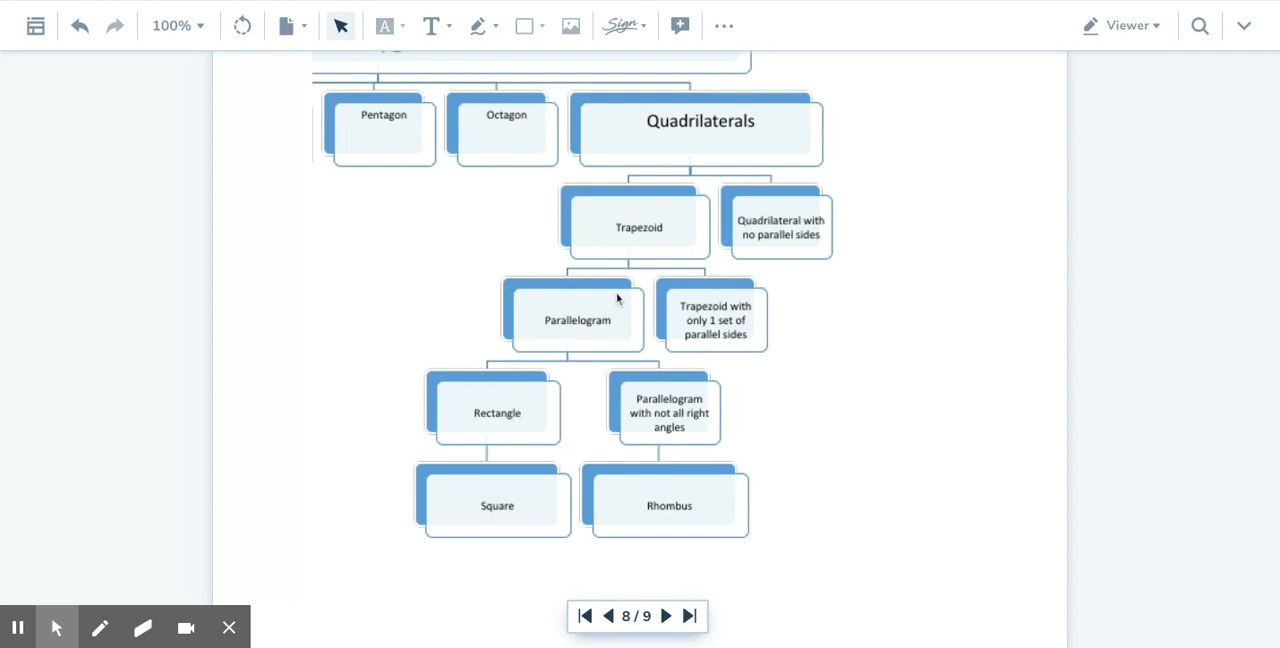 100%
A
T
Sign
Viewer
Pentagon
Octagon
Quadrilaterals
Trapezoid
Quadrilateral with
no parallel sides
Parallelogram
Trapezoid with
only 1 set of
parallel sides
Rectangle
Parallelogram
with not all right
angles
Square
Rhombus
8 / 9